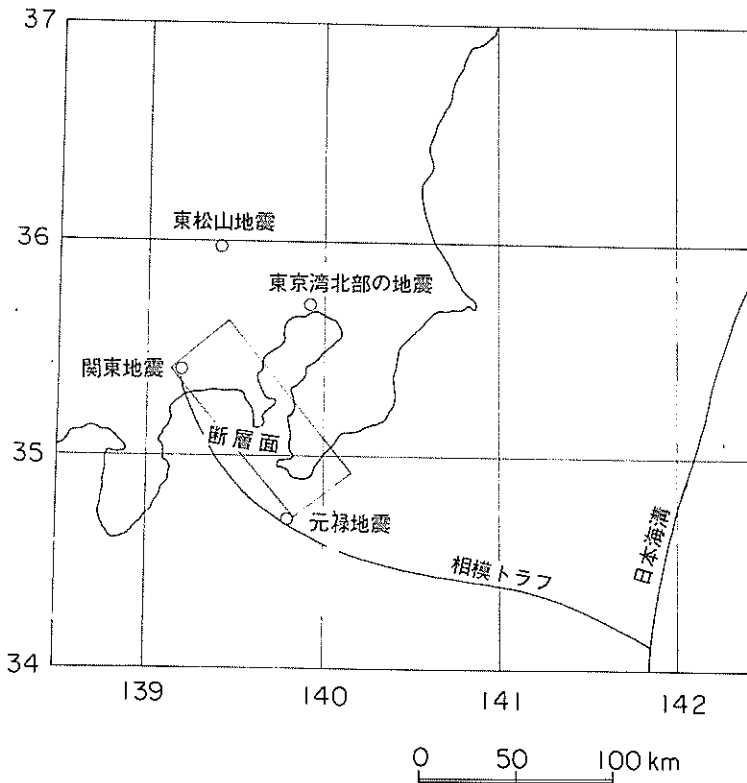 37
東松山地震
36
東京湾北部の地震
関東地震
断層面
35
元禄地震
相模トラフ
日本海溝
34
139 140 141 142
0 50 100 km